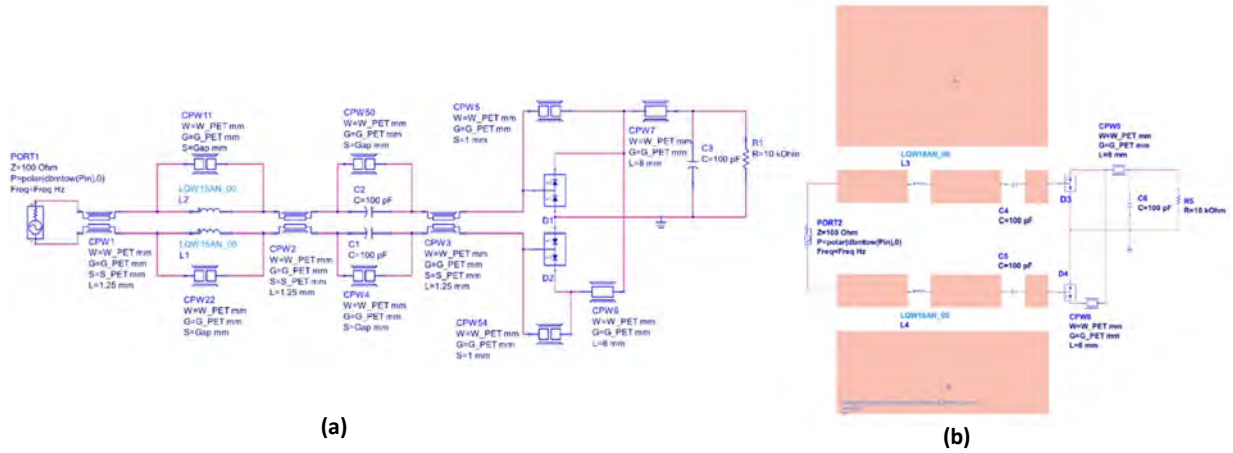 CPW11
W=W_PET mm
G=G_PET mm
S=Gap mm
CPW50
W=W_PET mm
G=G_PET mm
S=Gap mm
CPW5
W=W_PET mm
G=G_PET mm
S=1 mm
CPW7
W=W_PET mm
G=G_PET mm
L=8 mm
C3
C=100 pF
R1
R=10 kOhm
PORT1
Z=100 Ohm
P=polar(dbmtow(Pin),0)
Freq=Freq Hz
LQW15AN_00
L2
C2
C=100 pF
D1
LQW15AN_00
L1
C1
C=100 pF
D2
CPW1
W=W_PET mm
G=G_PET mm
S=S_PET mm
L=1.25 mm
CPW22
W=W_PET mm
G=G_PET mm
S=Gap mm
CPW2
W=W_PET mm
G=G_PET mm
S=S_PET mm
L=1.25 mm
CPW4
W=W_PET mm
G=G_PET mm
S=Gap mm
CPW3
W=W_PET mm
G=G_PET mm
S=S_PET mm
L=1.25 mm
CPW54
W=W_PET mm
G=G_PET mm
S=1 mm
CPW6
W=W_PET mm
G=G_PET mm
L=8 mm
(a)
L3
C4
C=100 pF
D3
W=W_PET mm
G=G_PET mm
L=8 mm
C6
C=100 pF
R5
R=10 kOhm
PORT2
Z=100 Ohm
P=polar(dbmtow(Pin),0)
Freq=Freq Hz
C5
C=100 pF
D4
L4
W=W_PET mm
G=G_PET mm
L=8 mm
(b)